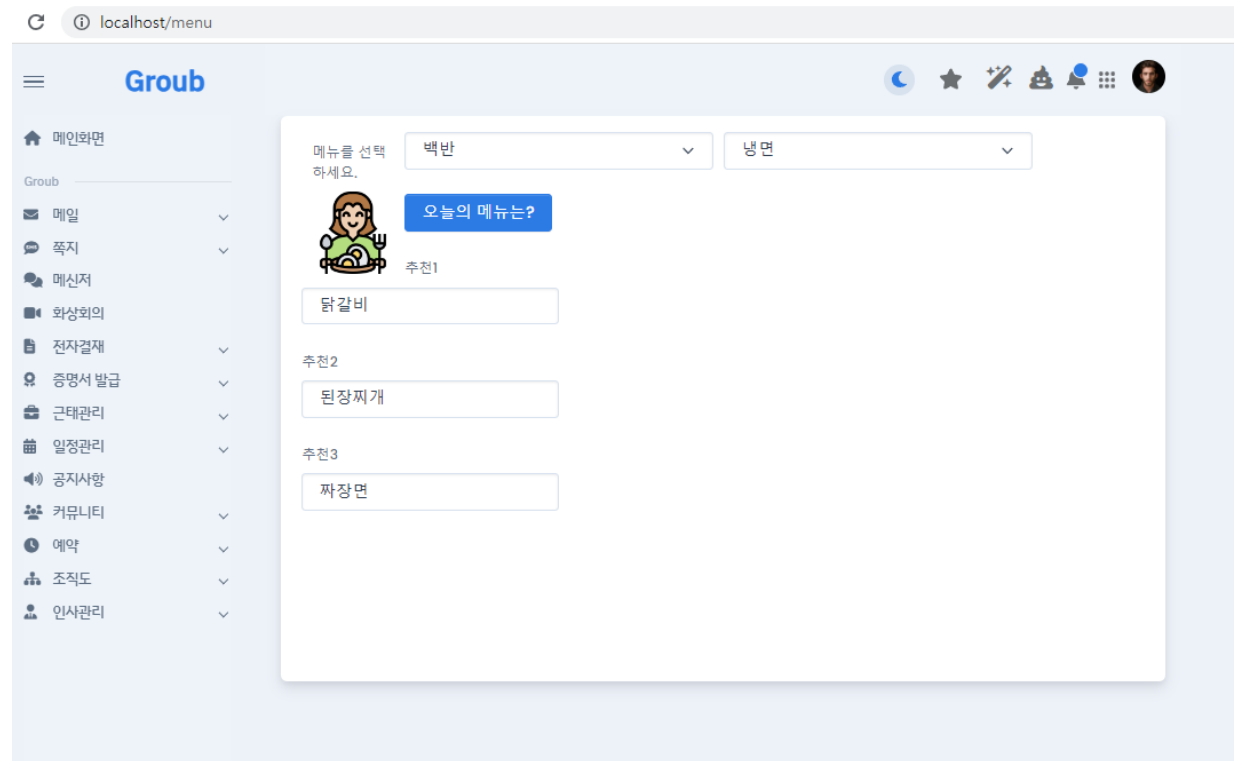 localhost/menu
Groub
메인화면
Groub
메일
쪽지
메신저
화상회의
전자결재
증명서 발급
근태관리
일정관리
공지사항
커뮤니티
예약
조직도
인사관리
메뉴를 선택
하세요.
백반
냉면
오늘의 메뉴는?
추천1
닭갈비
추천2
된장찌개
추천3
짜장면